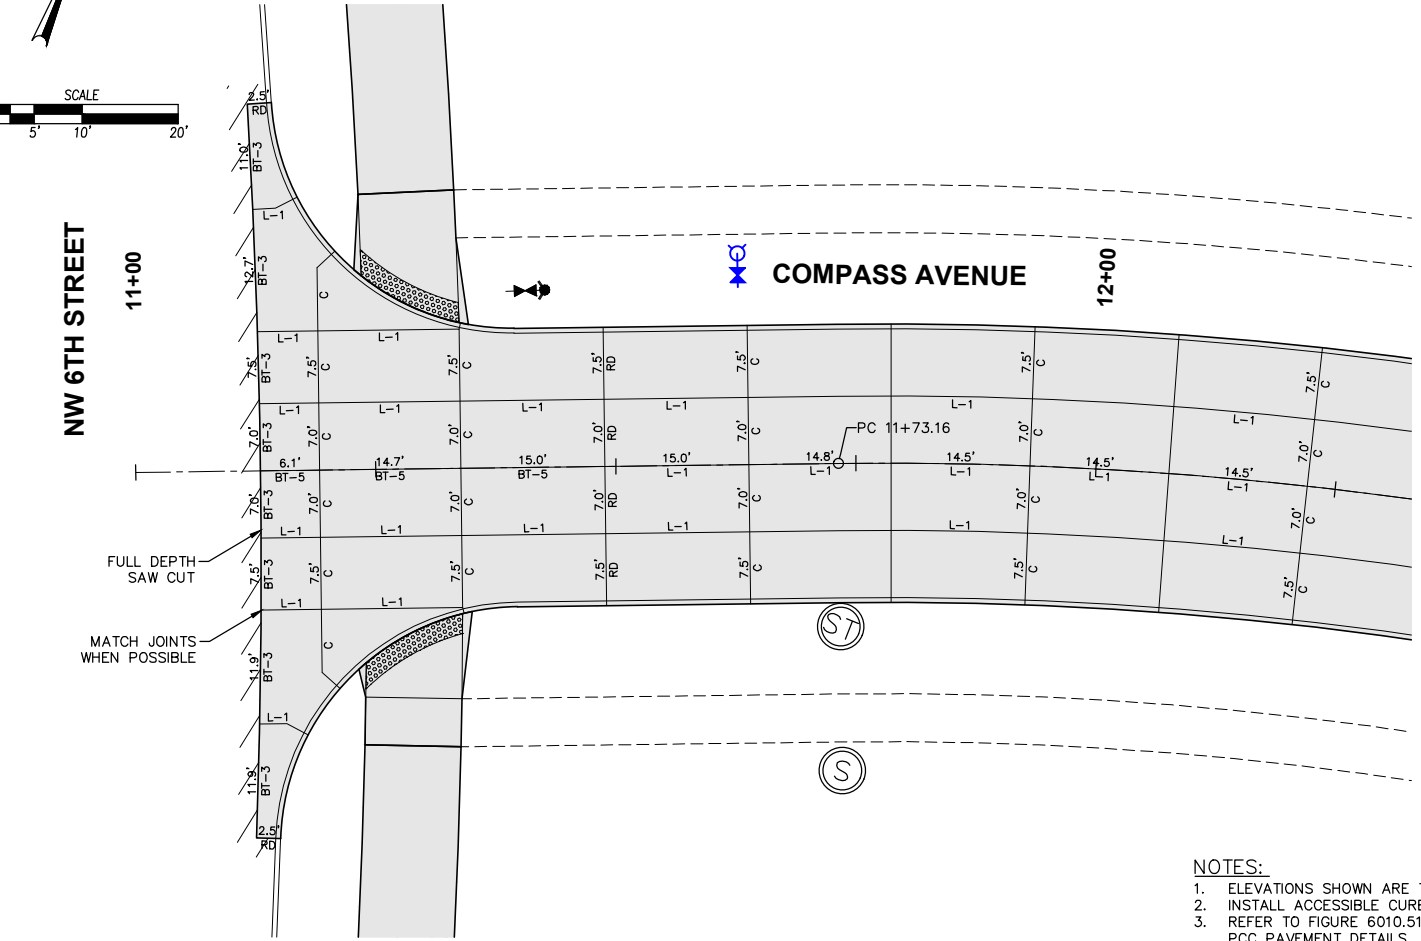 SCALE
5' 10' 20'
2.5'
RD
11.0'
BT-3
L-1
12.7'
BT-3
C
NW 6TH STREET
11+00
COMPASS AVENUE
12+00
L-1 L-1
7.5' BT-3 7.5' C 7.5' C 7.5' RD 7.5' C 7.5' C 7.5' C
L-1 L-1 L-1 L-1 L-1 L-1
PC 11+73.16
7.0' BT-3 7.0' C 7.0' C 7.0' RD 7.0' C 7.0' C 7.0' C
6.1' 14.7' 15.0' 15.0' 14.8' 14.5' 14.5' 14.5'
BT-5 BT-5 BT-5 L-1 L-1 L-1 L-1 L-1
7.0' BT-3 7.0' C 7.0' C 7.0' RD 7.0' C 7.0' C 7.0' C
L-1 L-1 L-1 L-1 L-1 L-1
FULL DEPTH
SAW CUT
7.5' BT-3 7.5' C 7.5' C 7.5' RD 7.5' C 7.5' C 7.5' C
L-1 L-1
MATCH JOINTS
WHEN POSSIBLE
ST
C
11.9'
BT-3
L-1
S
11.9'
BT-3
2.5'
RD
NOTES:
1. ELEVATIONS SHOWN ARE
2. INSTALL ACCESSIBLE CURB
3. REFER TO FIGURE 6010.51
PCC PAVEMENT DETAILS